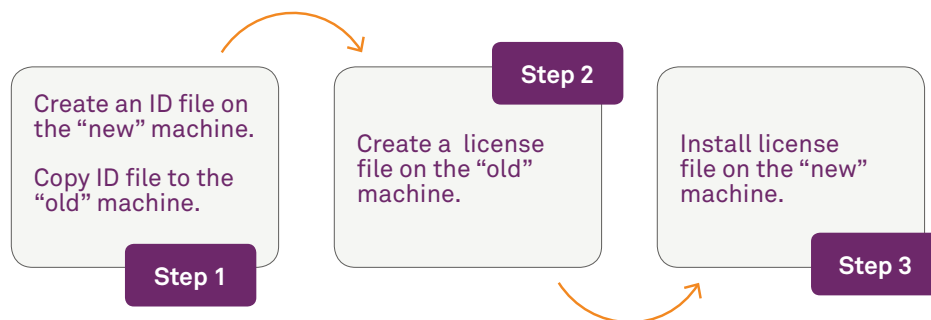 Create an ID file on
the “new” machine.
Copy ID file to the
“old” machine.
Step 1
Step 2
Create a license
file on the “old”
machine.
Install license
file on the “new”
machine.
Step 3